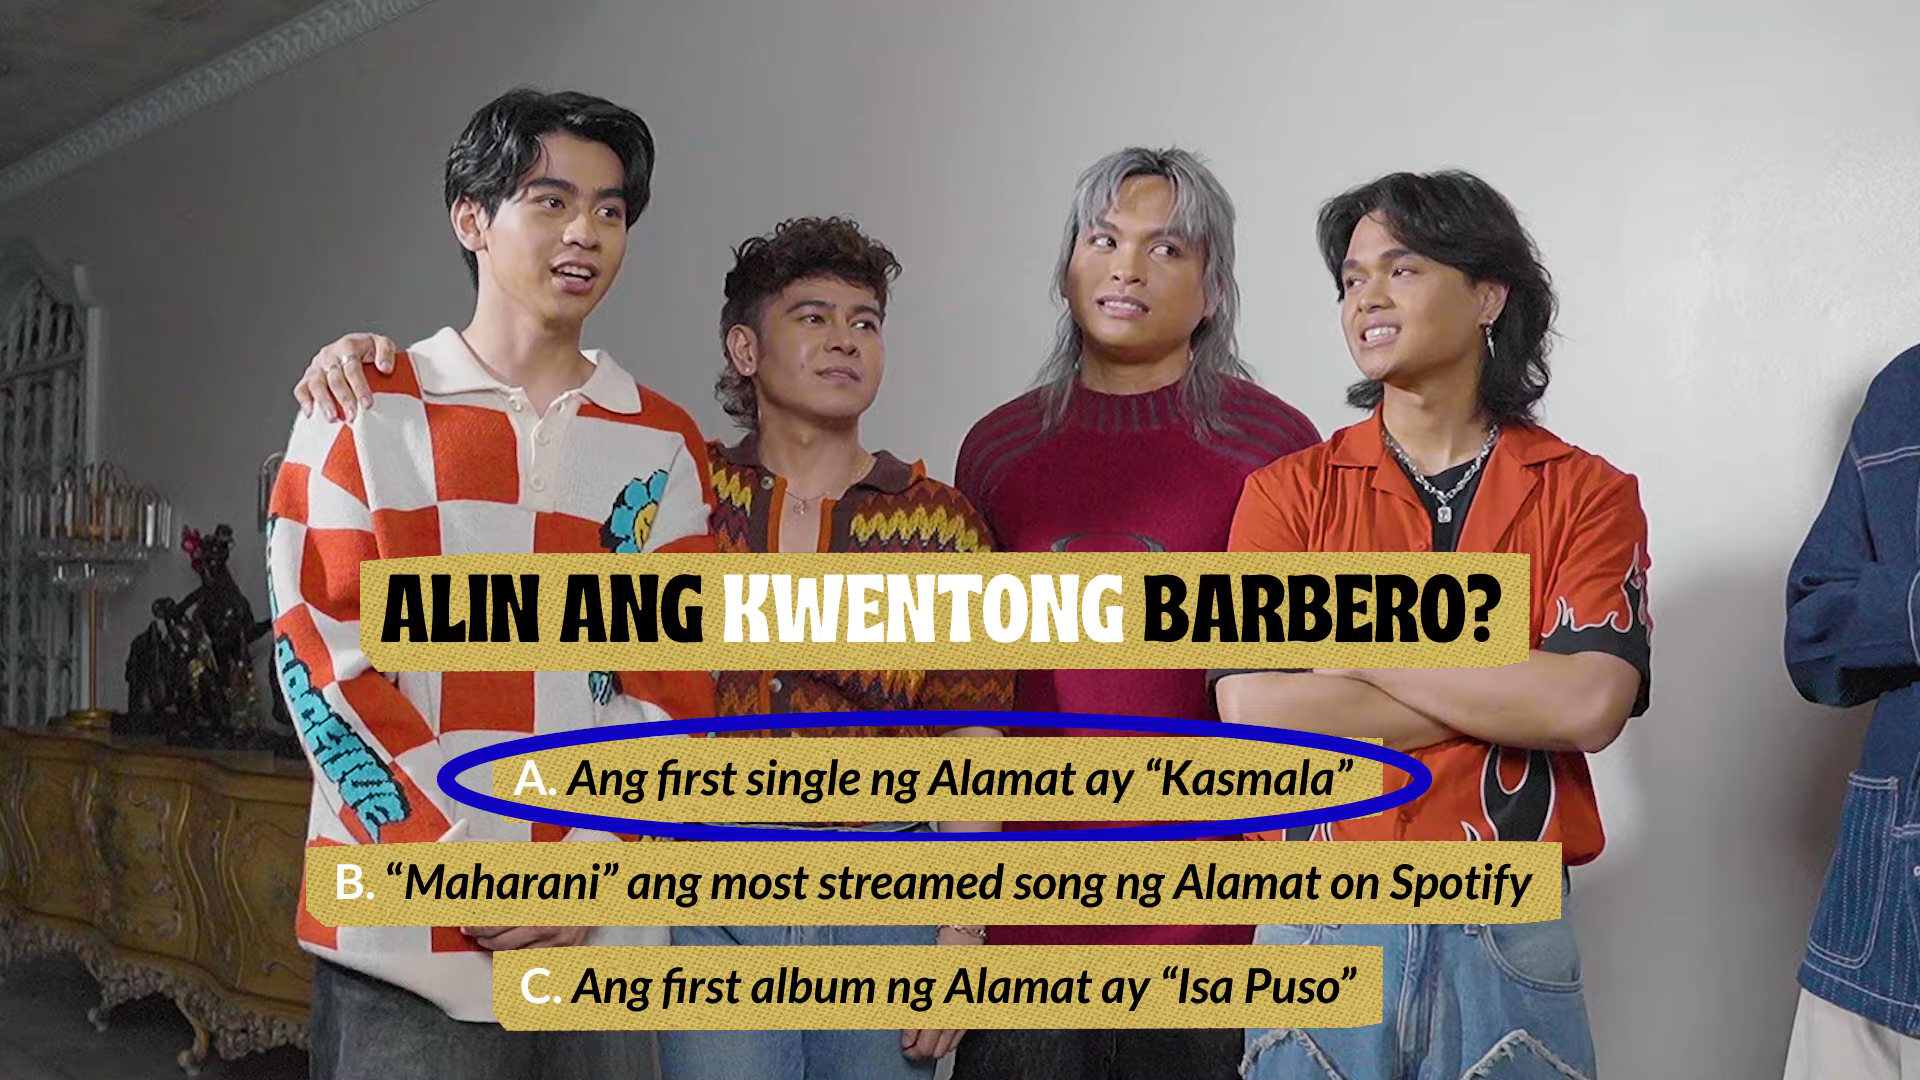 ALIN ANG KWENTONG BARBERO?
A. Ang first single ng Alamat ay “Kasmala”
B. “Maharani” ang most streamed song ng Alamat on Spotify
C. Ang first album ng Alamat ay “Isa Puso”